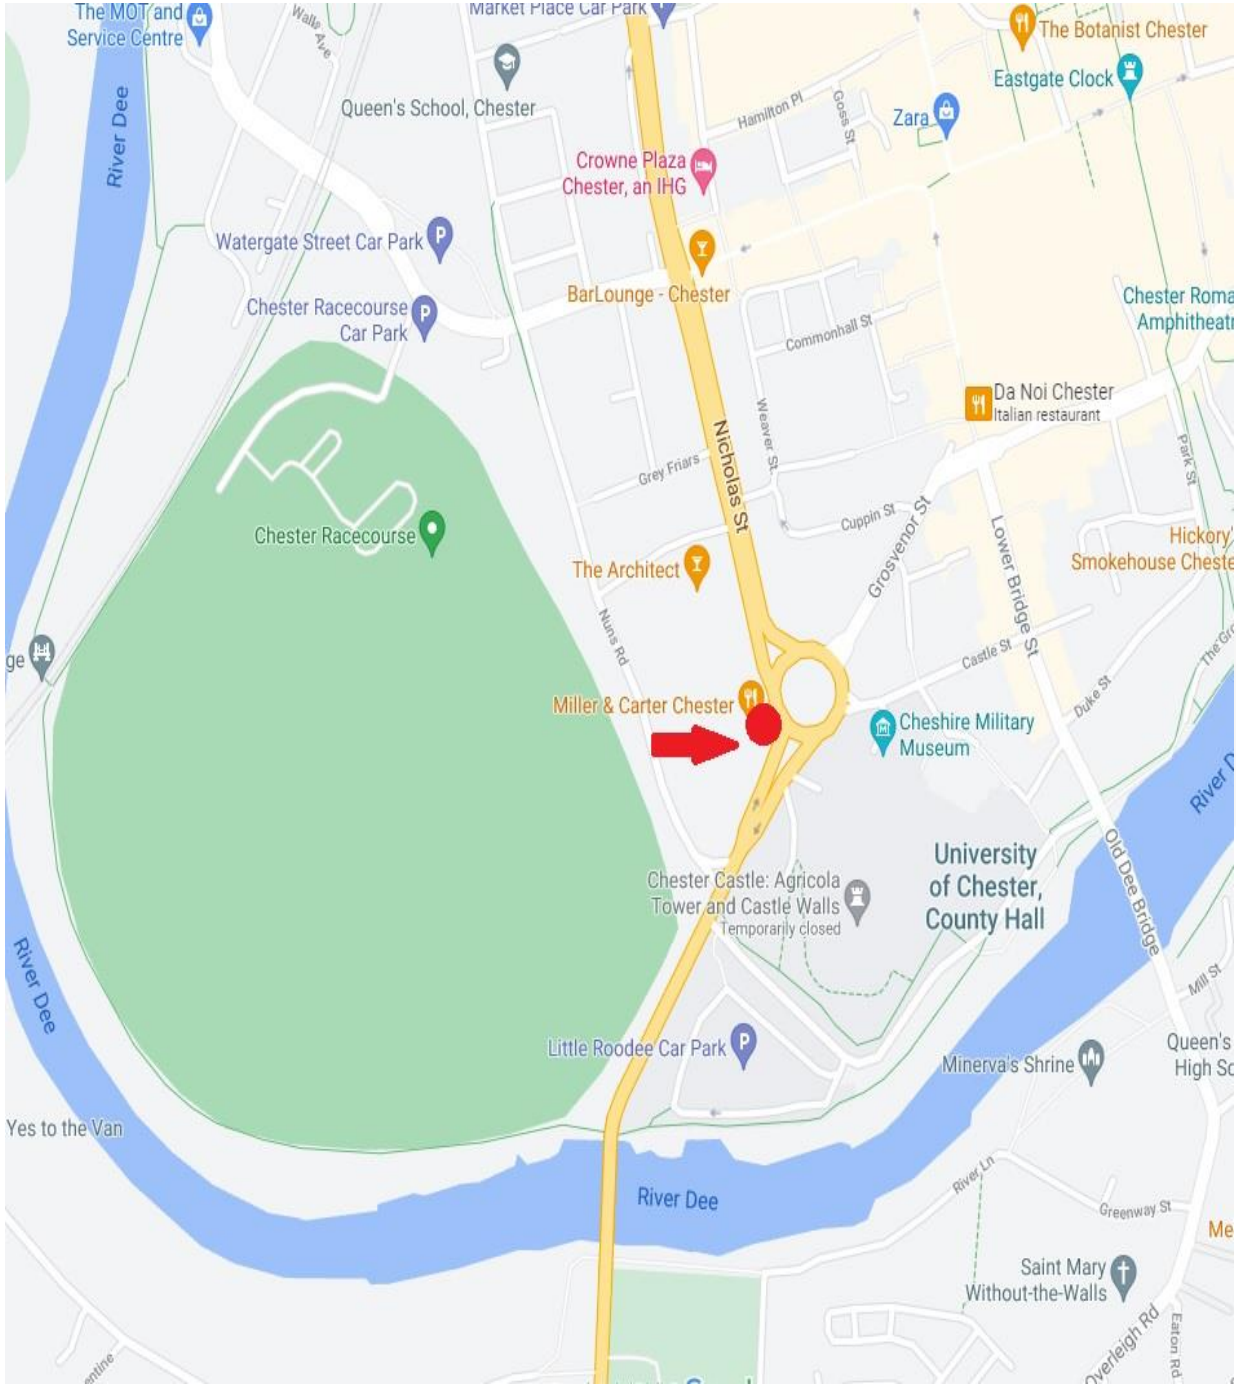 The MOT and
Service Centre
Walls Ave
Market Place Car Park
The Botanist Chester
Eastgate Clock
River Dee
Queen's School, Chester
Hamilton Pl
Goss St
Zara
Crowne Plaza
Chester, an IHG
Watergate Street Car Park
BarLounge - Chester
Chester Racecourse
Car Park
Commonhall St
Chester Roma
Amphitheatr
Da Noi Chester
Italian restaurant
Weaver St
Nicholas St
Grey Friars
Park St
Cuppin St
Grosvenor St
Lower Bridge St
Chester Racecourse
Hickory'
Smokehouse Cheste
The Architect
Nuns Rd
Castle St
The Gro
ge
Duke St
Miller & Carter Chester
Cheshire Military
Museum
River D
University
of Chester,
County Hall
Old Dee Bridge
Chester Castle: Agricola
Tower and Castle Walls
Temporarily closed
River Dee
Mill St
Little Roodee Car Park
Minerva's Shrine
Queen's
High Sc
Yes to the Van
River Dee
River Ln
Greenway St
Me
Saint Mary
Without-the-Walls
Overleigh Rd
Eaton Rd
entine